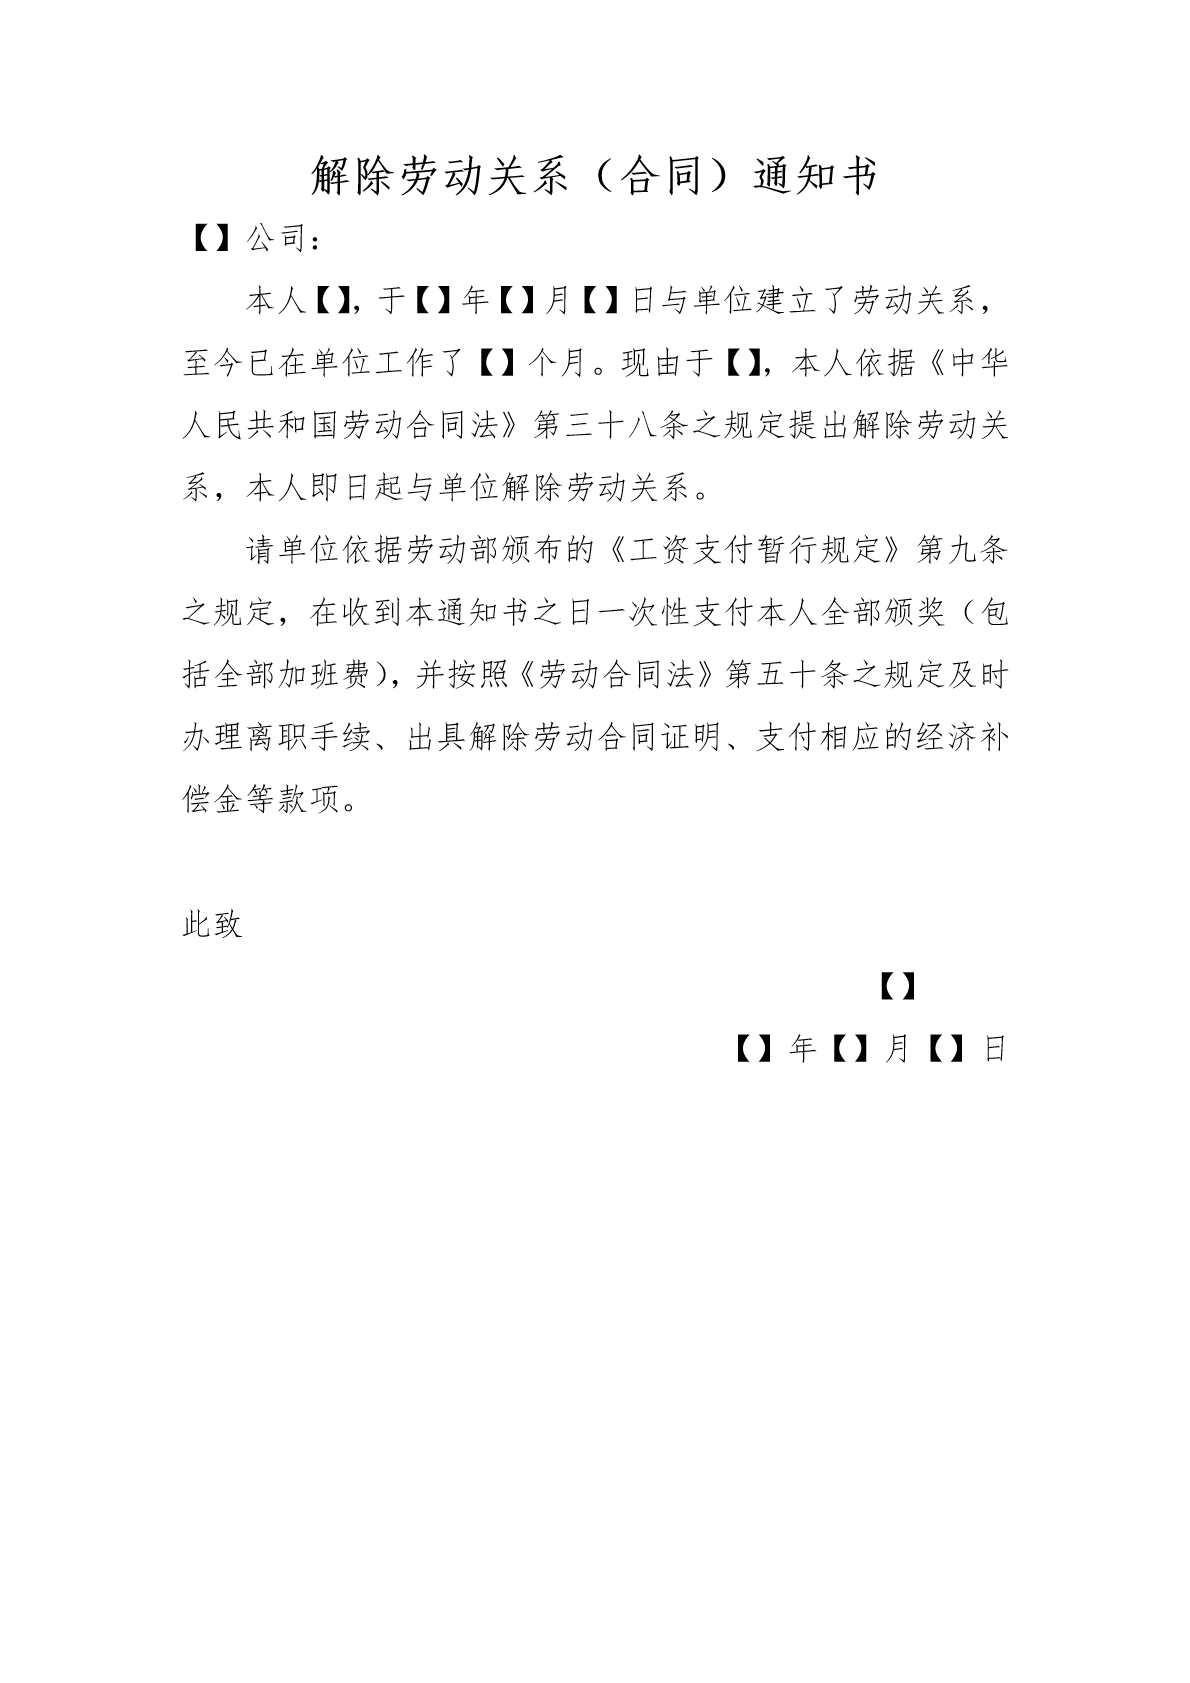 解除劳动关系（合同）通知书
【】公司：
本人【】，于【】年【】月【】日与单位建立了劳动关系，
至今已在单位工作了【】个月。现由于【】，本人依据《中华
人民共和国劳动合同法》第三十八条之规定提出解除劳动关
系，本人即日起与单位解除劳动关系。
请单位依据劳动部颁布的《工资支付暂行规定》第九条
之规定，在收到本通知书之日一次性支付本人全部颁奖（包
括全部加班费），并按照《劳动合同法》第五十条之规定及时
办理离职手续、出具解除劳动合同证明、支付相应的经济补
偿金等款项。
此致
【】
【】年【】月【】日